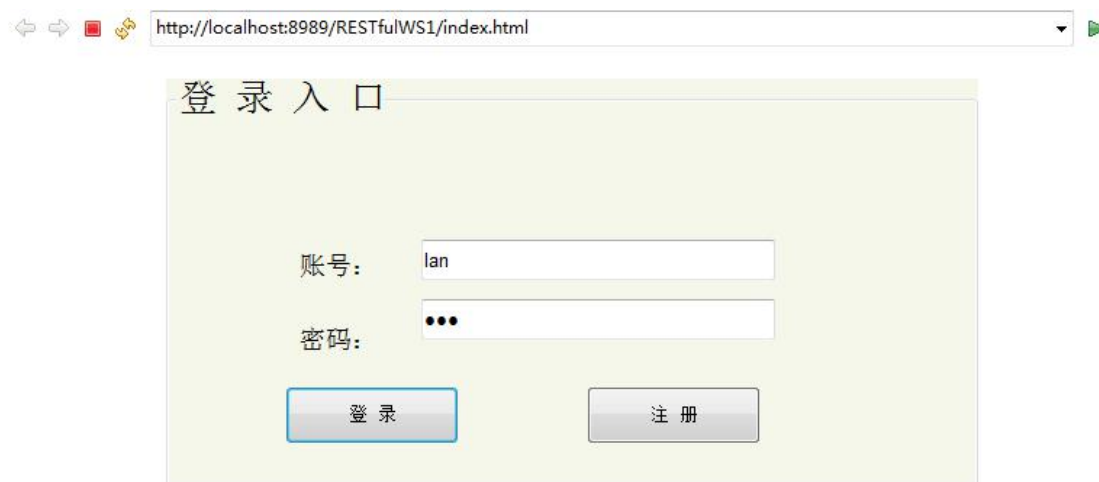 http://localhost:8989/RESTfulWS1/index.html
登 录 入 口
账号： lan
密码： •••
登 录 注 册